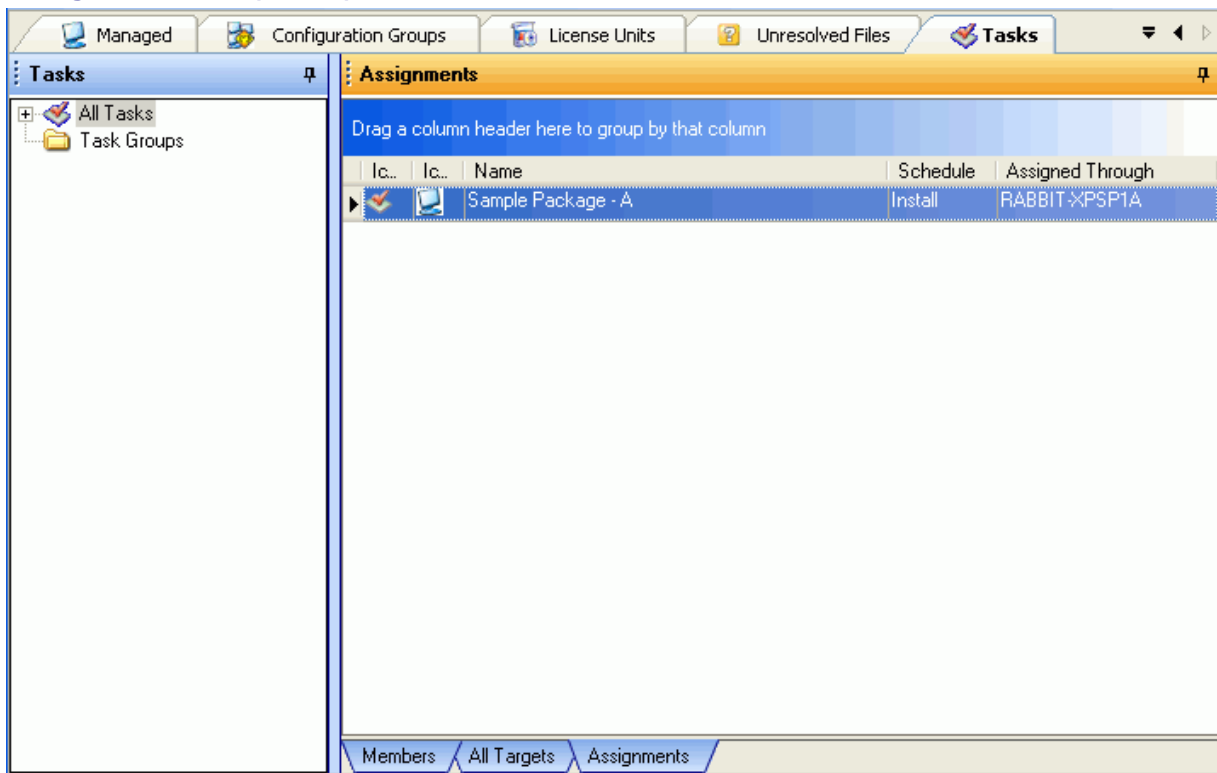 Managed Configuration Groups License Units Unresolved Files Tasks
Tasks
Assignments
All Tasks
Task Groups
Drag a column header here to group by that column
Ic... Ic... Name Schedule Assigned Through
Sample Package - A Install RABBIT-XPSP1A
Members All Targets Assignments